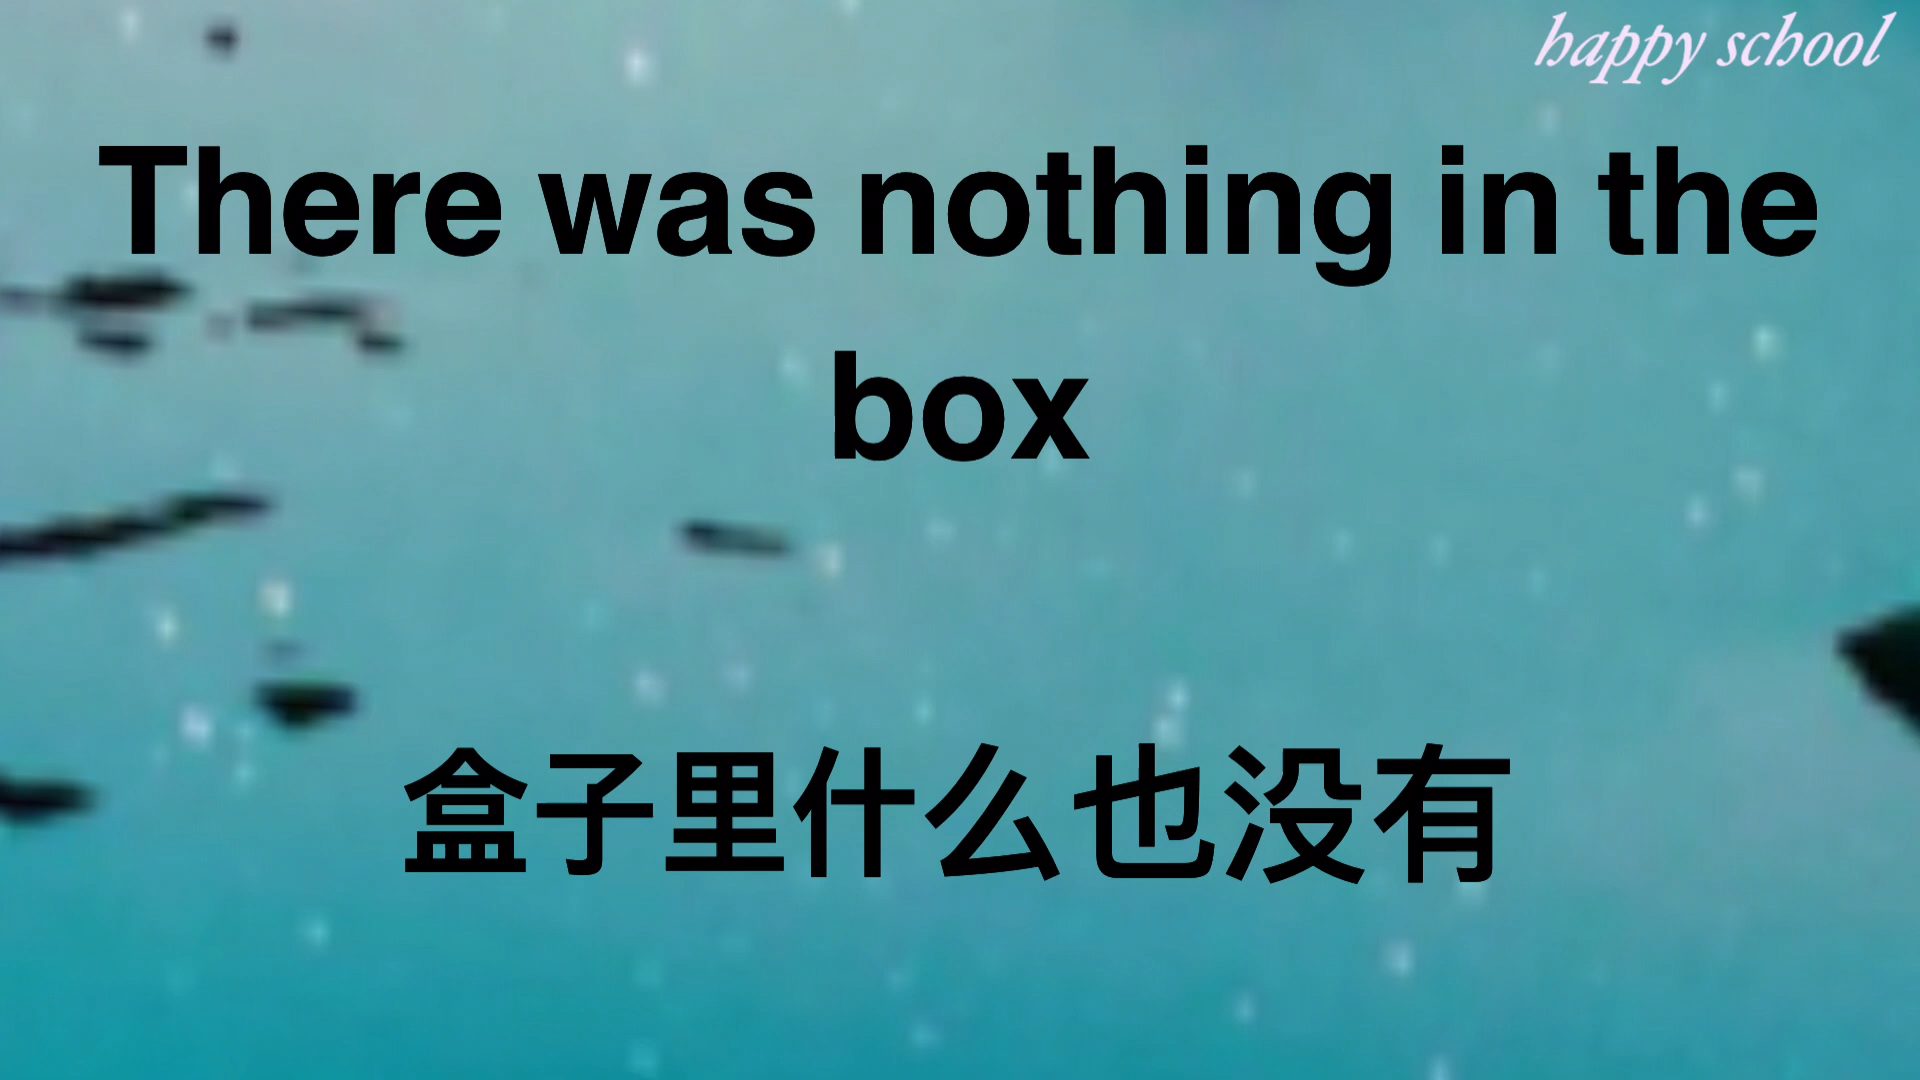 happy school
There was nothing in the
box
盒子里什么也没有